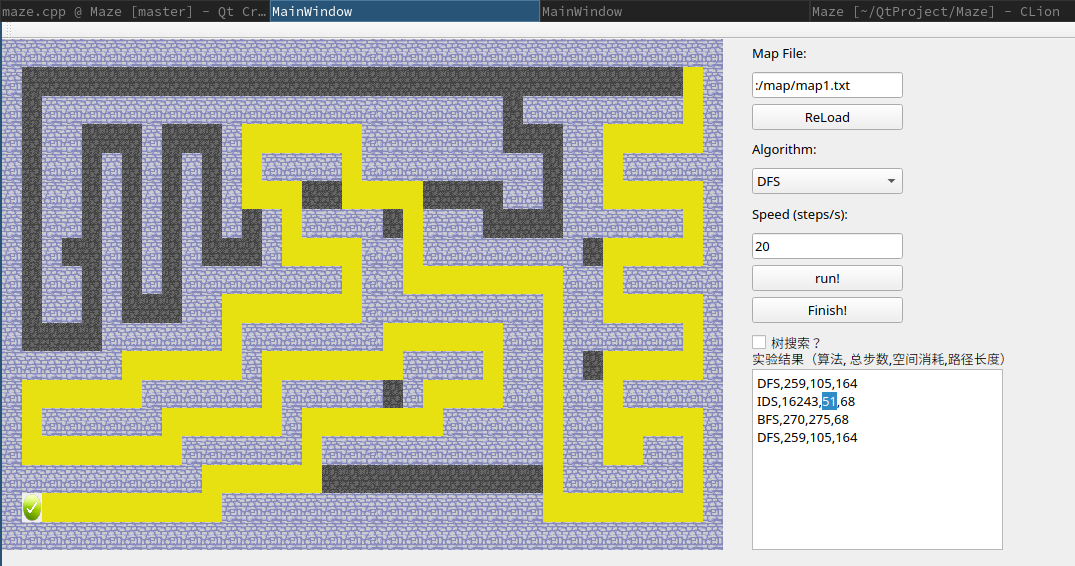 maze.cpp @ Maze [master] – Qt Cr...
MainWindow
MainWindow
Maze [~/QtProject/Maze] – CLion
Map File:
:/map/map1.txt
ReLoad
Algorithm:
DFS
Speed (steps/s):
20
run!
Finish!
树搜索？
实验结果（算法, 总步数,空间消耗,路径长度）
DFS,259,105,164
IDS,16243,51,68
BFS,270,275,68
DFS,259,105,164